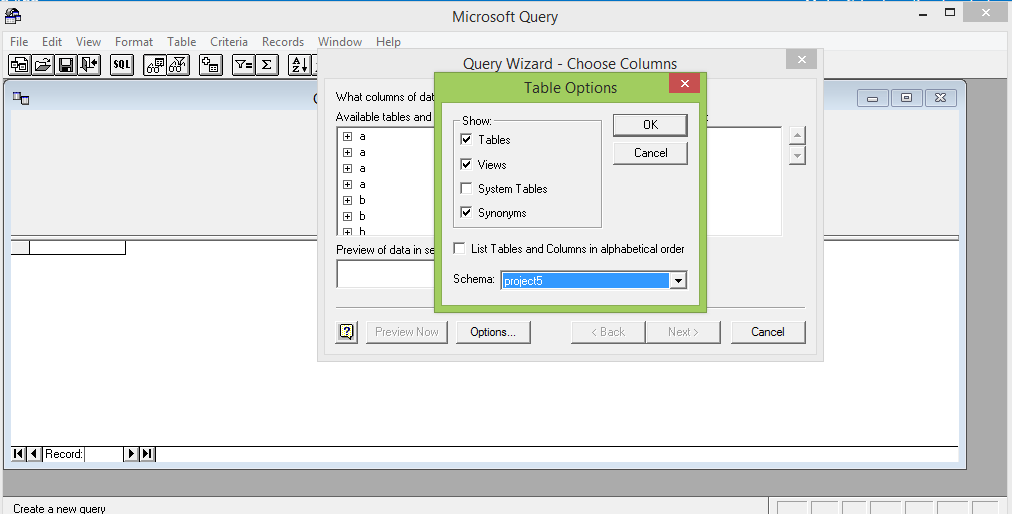 Microsoft Query
File Edit View Format Table Criteria Records Window Help
SQL
Query Wizard - Choose Columns
Table Options
What columns of dat
Available tables and
a
a
a
a
b
b
b
Show:
Tables
Views
System Tables
Synonyms
OK
Cancel
List Tables and Columns in alphabetical order
Schema: project5
Preview of data in se
? Preview Now Options... < Back Next > Cancel
Record:
Create a new query